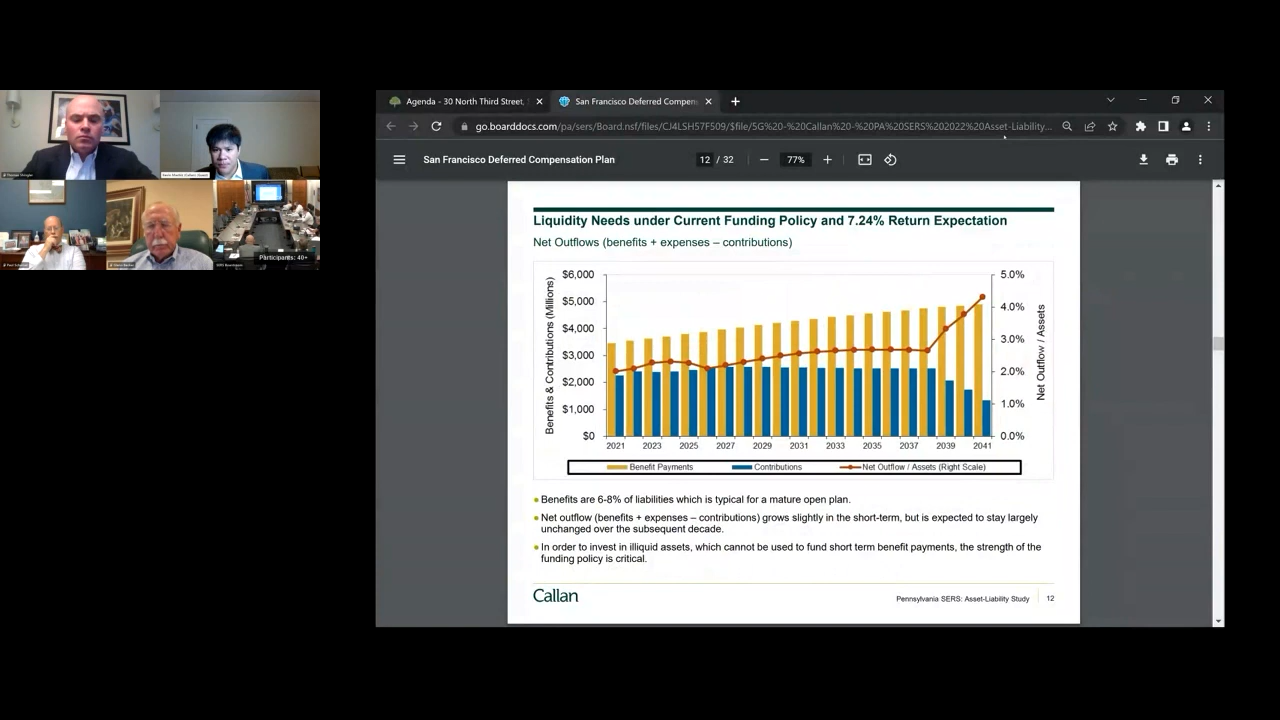 Agenda - 30 North Third Street,
San Francisco Deferred Compens
go.boarddocs.com/pa/sers/Board.nsf/files/CJ4LSH57F509/$file/5G%20-%20Callan%20-%20PA%20SERS%202022%20Asset-Liability...
San Francisco Deferred Compensation Plan
12 / 32
77%
Participants: 40+
Liquidity Needs under Current Funding Policy and 7.24% Return Expectation
Net Outflows (benefits + expenses – contributions)
Benefits & Contributions (Millions)
$6,000
$5,000
$4,000
$3,000
$2,000
$1,000
$0
5.0%
4.0%
3.0%
2.0%
1.0%
0.0%
Net Outflow / Assets
2021 2023 2025 2027 2029 2031 2033 2035 2037 2039 2041
Benefit Payments Contributions Net Outflow / Assets (Right Scale)
Benefits are 6-8% of liabilities which is typical for a mature open plan.
Net outflow (benefits + expenses – contributions) grows slightly in the short-term, but is expected to stay largely
unchanged over the subsequent decade.
In order to invest in illiquid assets, which cannot be used to fund short term benefit payments, the strength of the
funding policy is critical.
Callan
Pennsylvania SERS: Asset-Liability Study 12